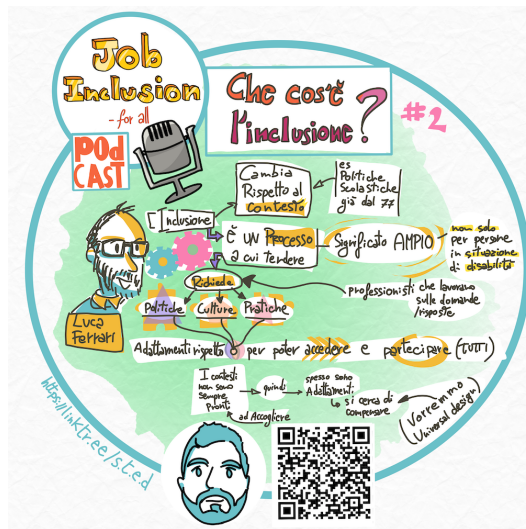 Job
Inclusion
- for all
POD
CAST
Che cos'è
l'inclusione?
#2
Cambia
Rispetto al
contesto
es
Politiche
Scolastiche
già dal 77
L'Inclusione
È UN PROCESSO
a cui tendere
Significato AMPIO
non solo
per persone
in situazione
di disabilità
Richiede
professionisti che lavorano
sulle domande
/risposte
Politiche Culture Pratiche
Luca
Ferrari
Adattamenti rispetto a per poter accedere e partecipare (TUTTI)
I contesti
non sono
sempre
pronti
ad Accogliere
quindi
spesso sono
Adattamenti
↳ si cerca di
compensare
(Vorremmo
Universal design)
https://linktr.ee/s.t.e.d